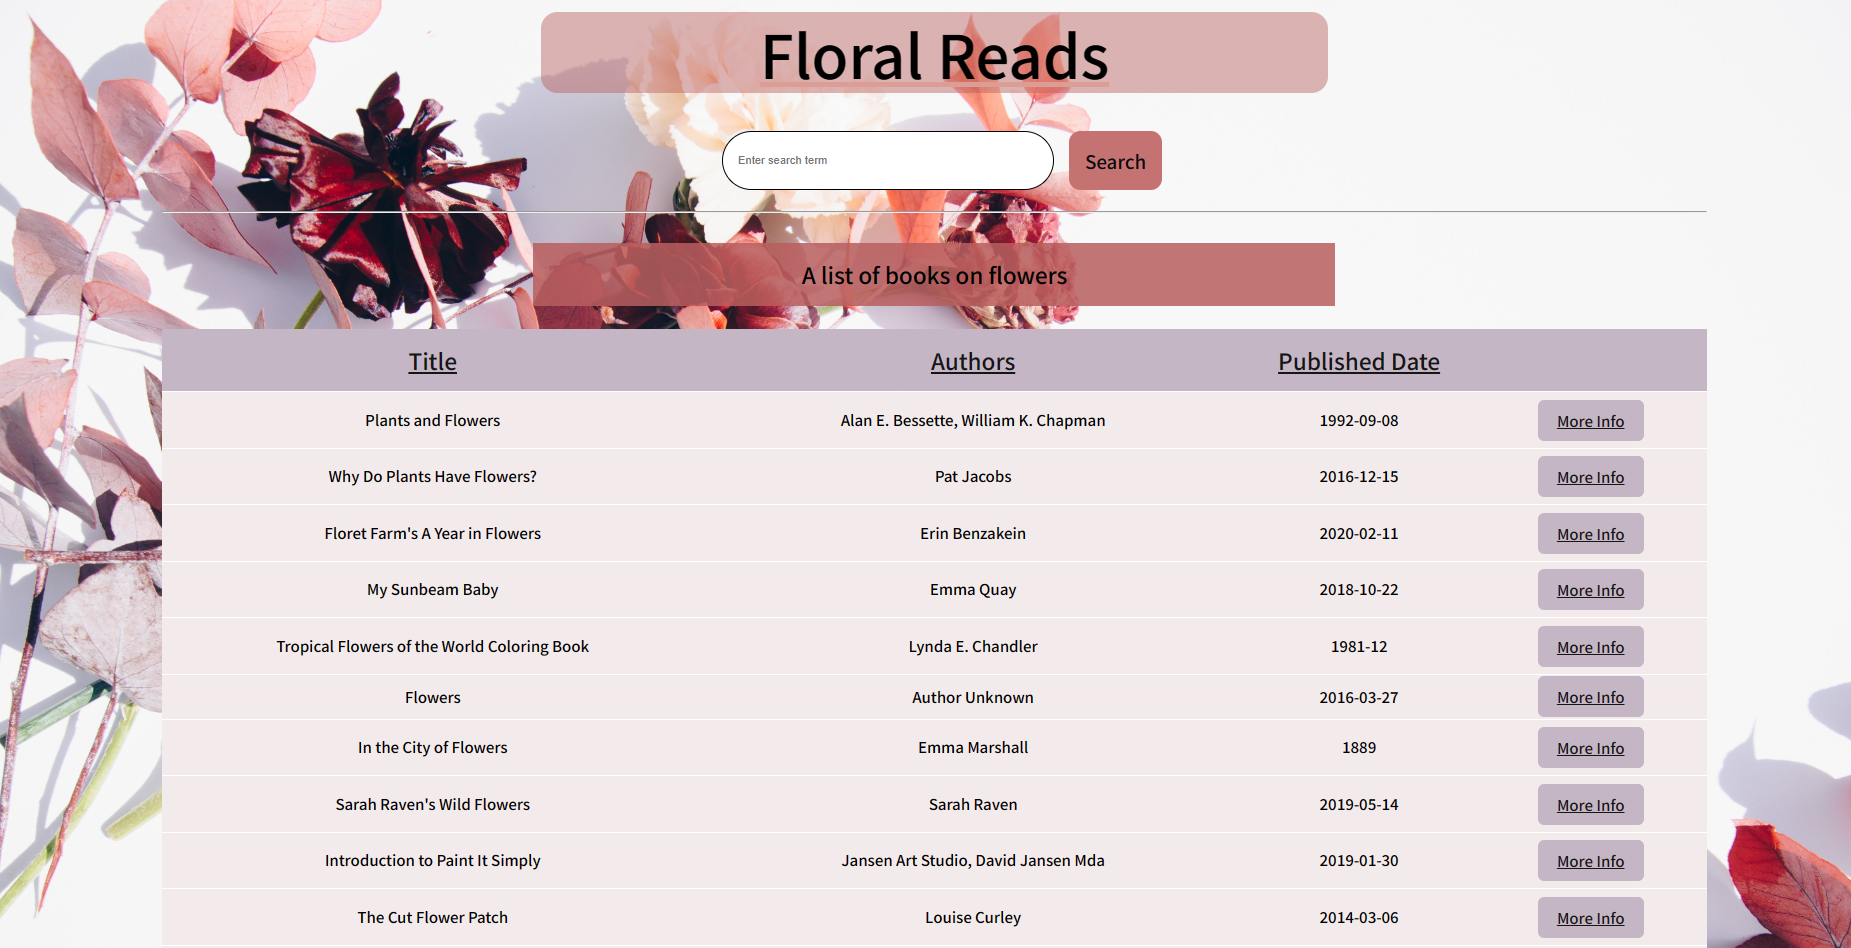 Floral Reads
Enter search term
Search
A list of books on flowers
Title Authors Published Date
Plants and Flowers Alan E. Bessette, William K. Chapman 1992-09-08 More Info
Why Do Plants Have Flowers? Pat Jacobs 2016-12-15 More Info
Floret Farm's A Year in Flowers Erin Benzakein 2020-02-11 More Info
My Sunbeam Baby Emma Quay 2018-10-22 More Info
Tropical Flowers of the World Coloring Book Lynda E. Chandler 1981-12 More Info
Flowers Author Unknown 2016-03-27 More Info
In the City of Flowers Emma Marshall 1889 More Info
Sarah Raven's Wild Flowers Sarah Raven 2019-05-14 More Info
Introduction to Paint It Simply Jansen Art Studio, David Jansen Mda 2019-01-30 More Info
The Cut Flower Patch Louise Curley 2014-03-06 More Info